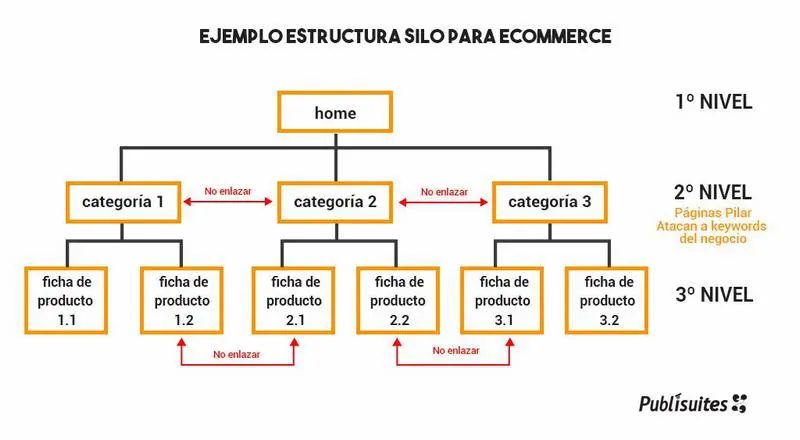 EJEMPLO ESTRUCTURA SILO PARA ECOMMERCE
home
1º NIVEL
categoría 1
No enlazar
categoría 2
No enlazar
categoría 3
2º NIVEL
Páginas Pilar
Atacan a keywords
del negocio
ficha de
producto
1.1
ficha de
producto
1.2
ficha de
producto
2.1
ficha de
producto
2.2
ficha de
producto
3.1
ficha de
producto
3.2
3º NIVEL
No enlazar
No enlazar
Publisuites